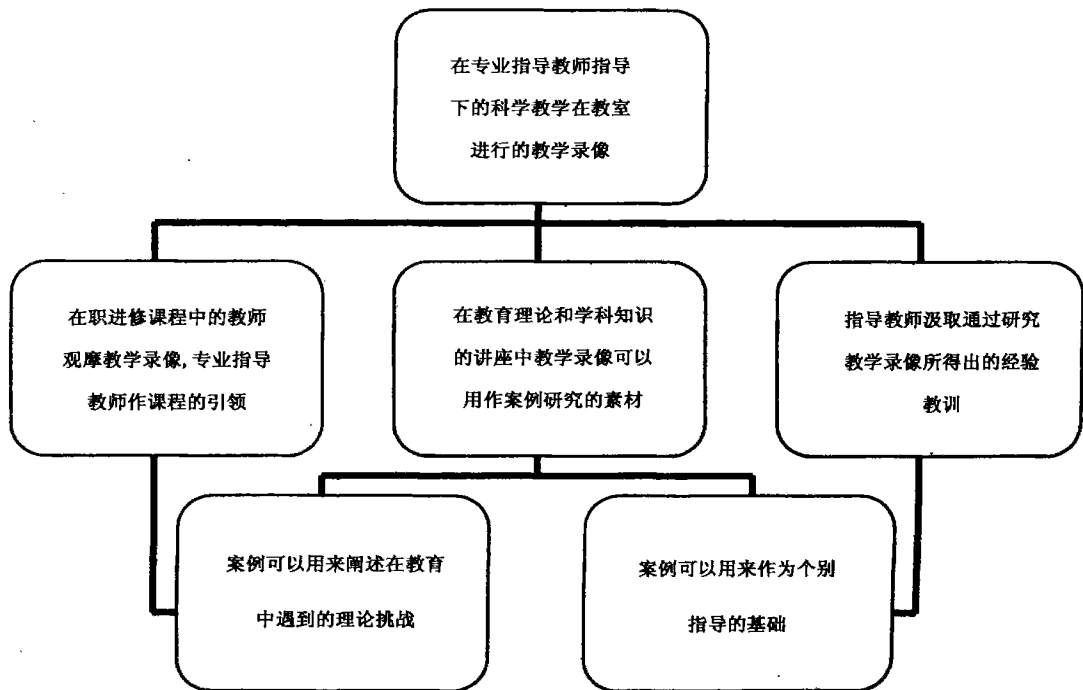 在专业指导教师指导
下的科学教学在教室
进行的教学录像
在职进修课程中的教师
观摩教学录像,专业指导
教师作课程的引领
在教育理论和学科知识
的讲座中教学录像可以
用作案例研究的素材
指导教师汲取通过研究
教学录像所得出的经验
教训
案例可以用来阐述在教育
中遇到的理论挑战
案例可以用来作为个别
指导的基础